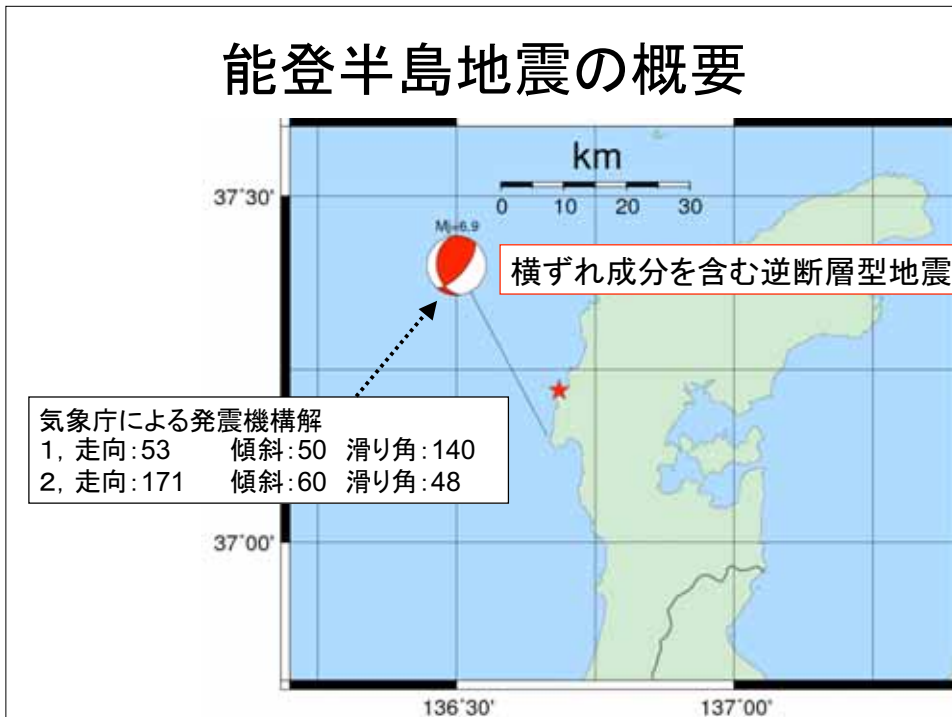 能登半島地震の概要
km
0 10 20 30
37˚30'
Mj=6.9
横ずれ成分を含む逆断層型地震
気象庁による発震機構解
1, 走向:53 傾斜:50 滑り角:140
2, 走向:171 傾斜:60 滑り角:48
37˚00'
136˚30' 137˚00'